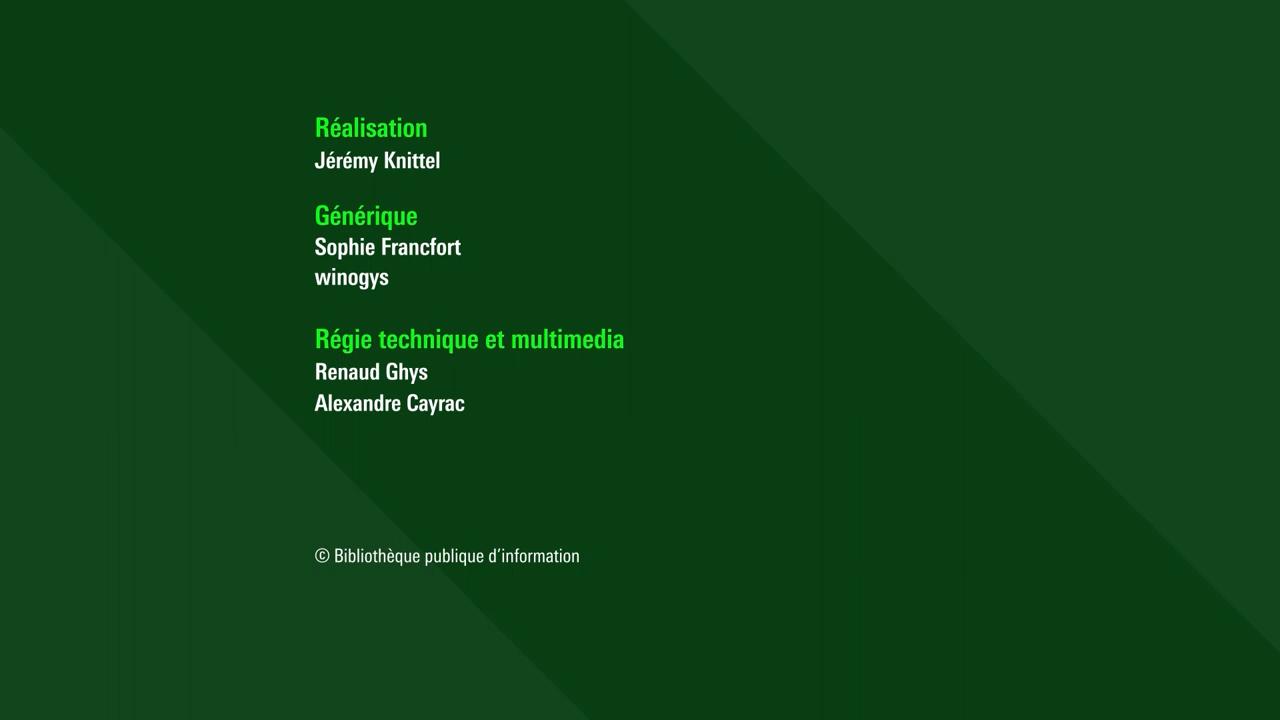 Réalisation
Jérémy Knittel
Générique
Sophie Francfort
winogys
Régie technique et multimedia
Renaud Ghys
Alexandre Cayrac
© Bibliothèque publique d’information